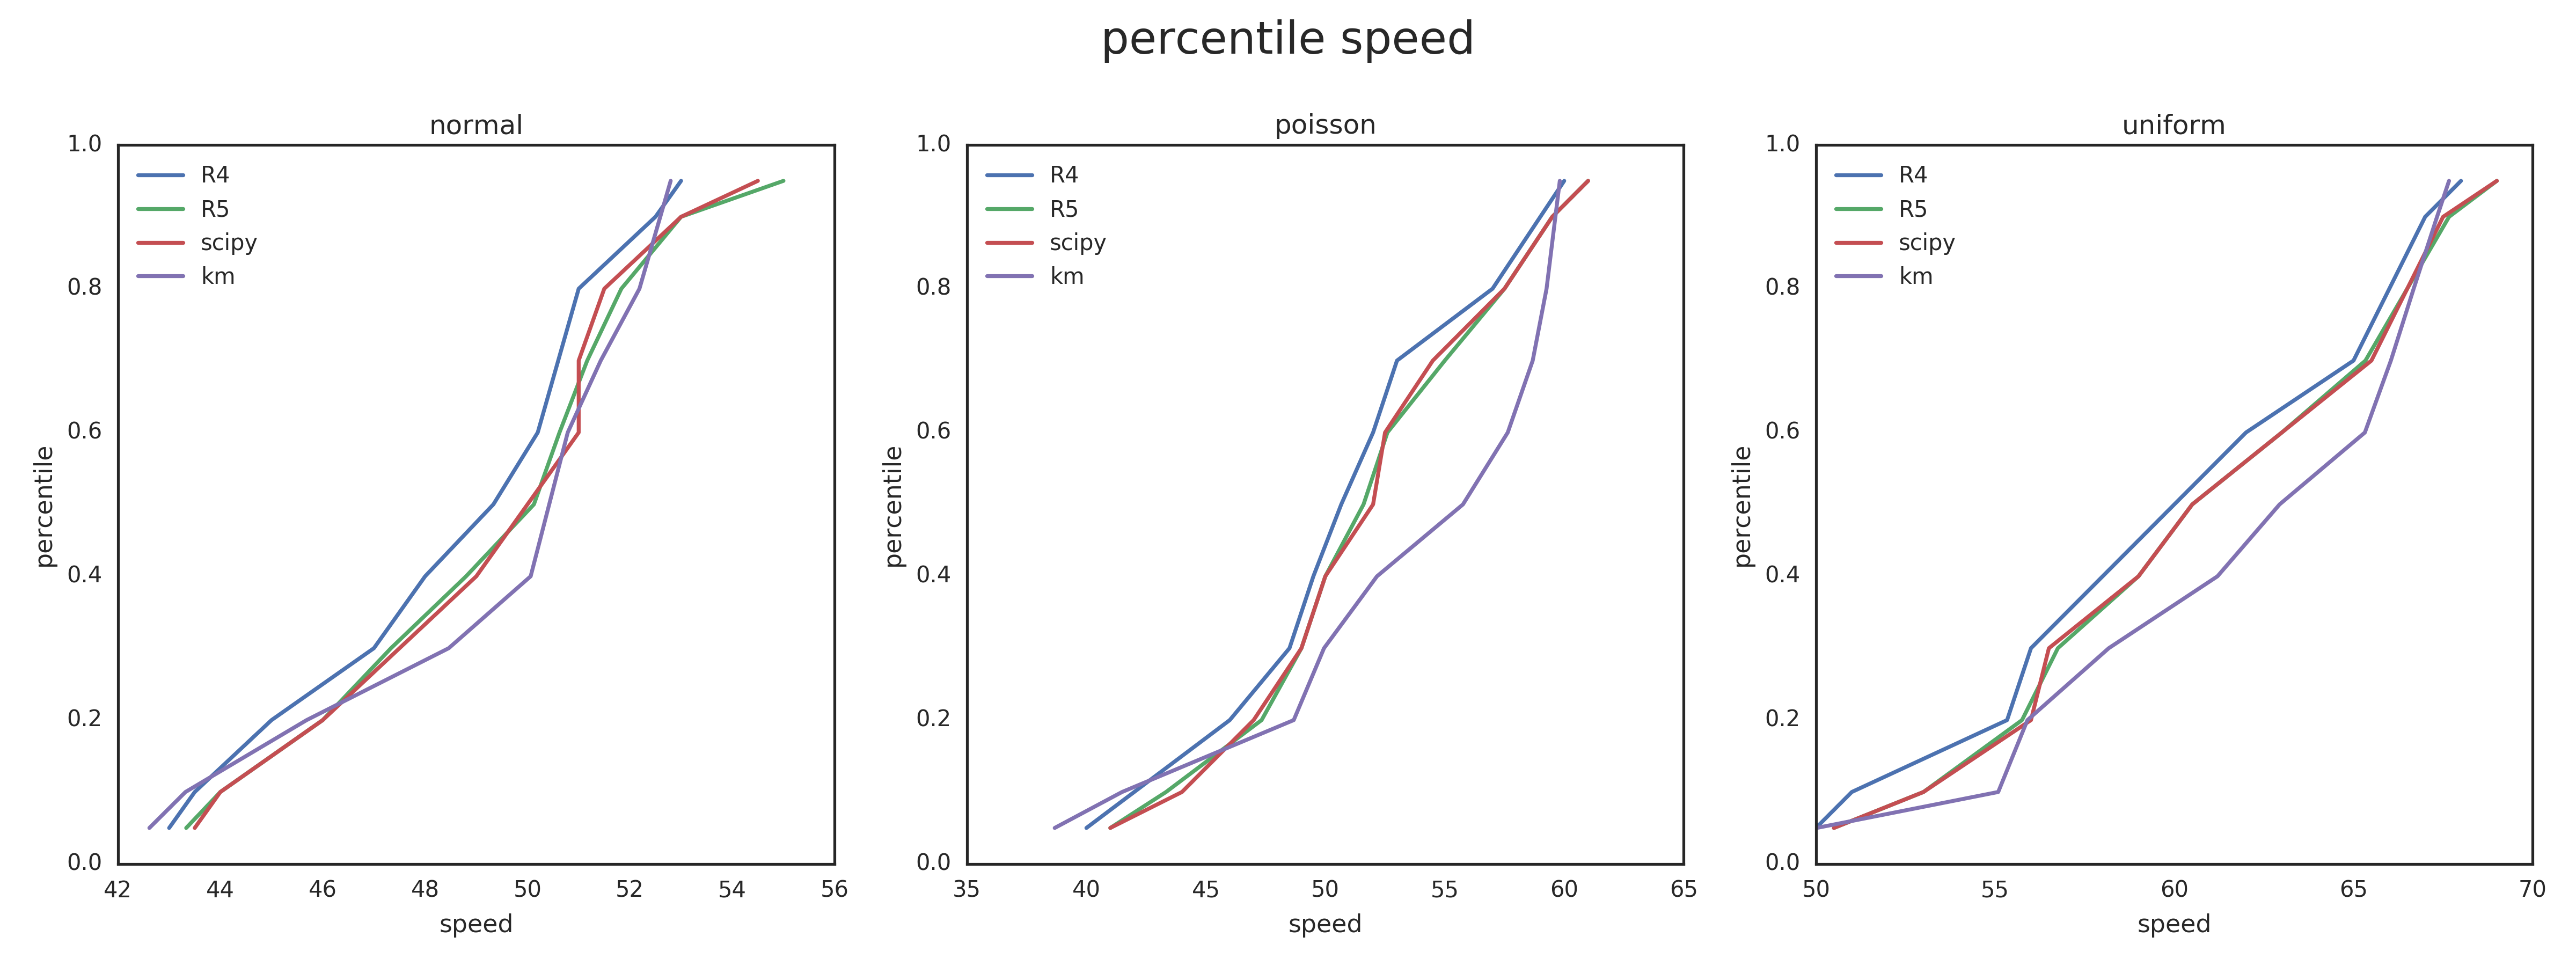 percentile speed
normal
1.0
0.8
0.6
0.4
0.2
0.0
percentile
R4
R5
scipy
km
42 44 46 48 50 52 54 56
speed
poisson
1.0
0.8
0.6
0.4
0.2
0.0
percentile
R4
R5
scipy
km
35 40 45 50 55 60 65
speed
uniform
1.0
0.8
0.6
0.4
0.2
0.0
percentile
R4
R5
scipy
km
50 55 60 65 70
speed